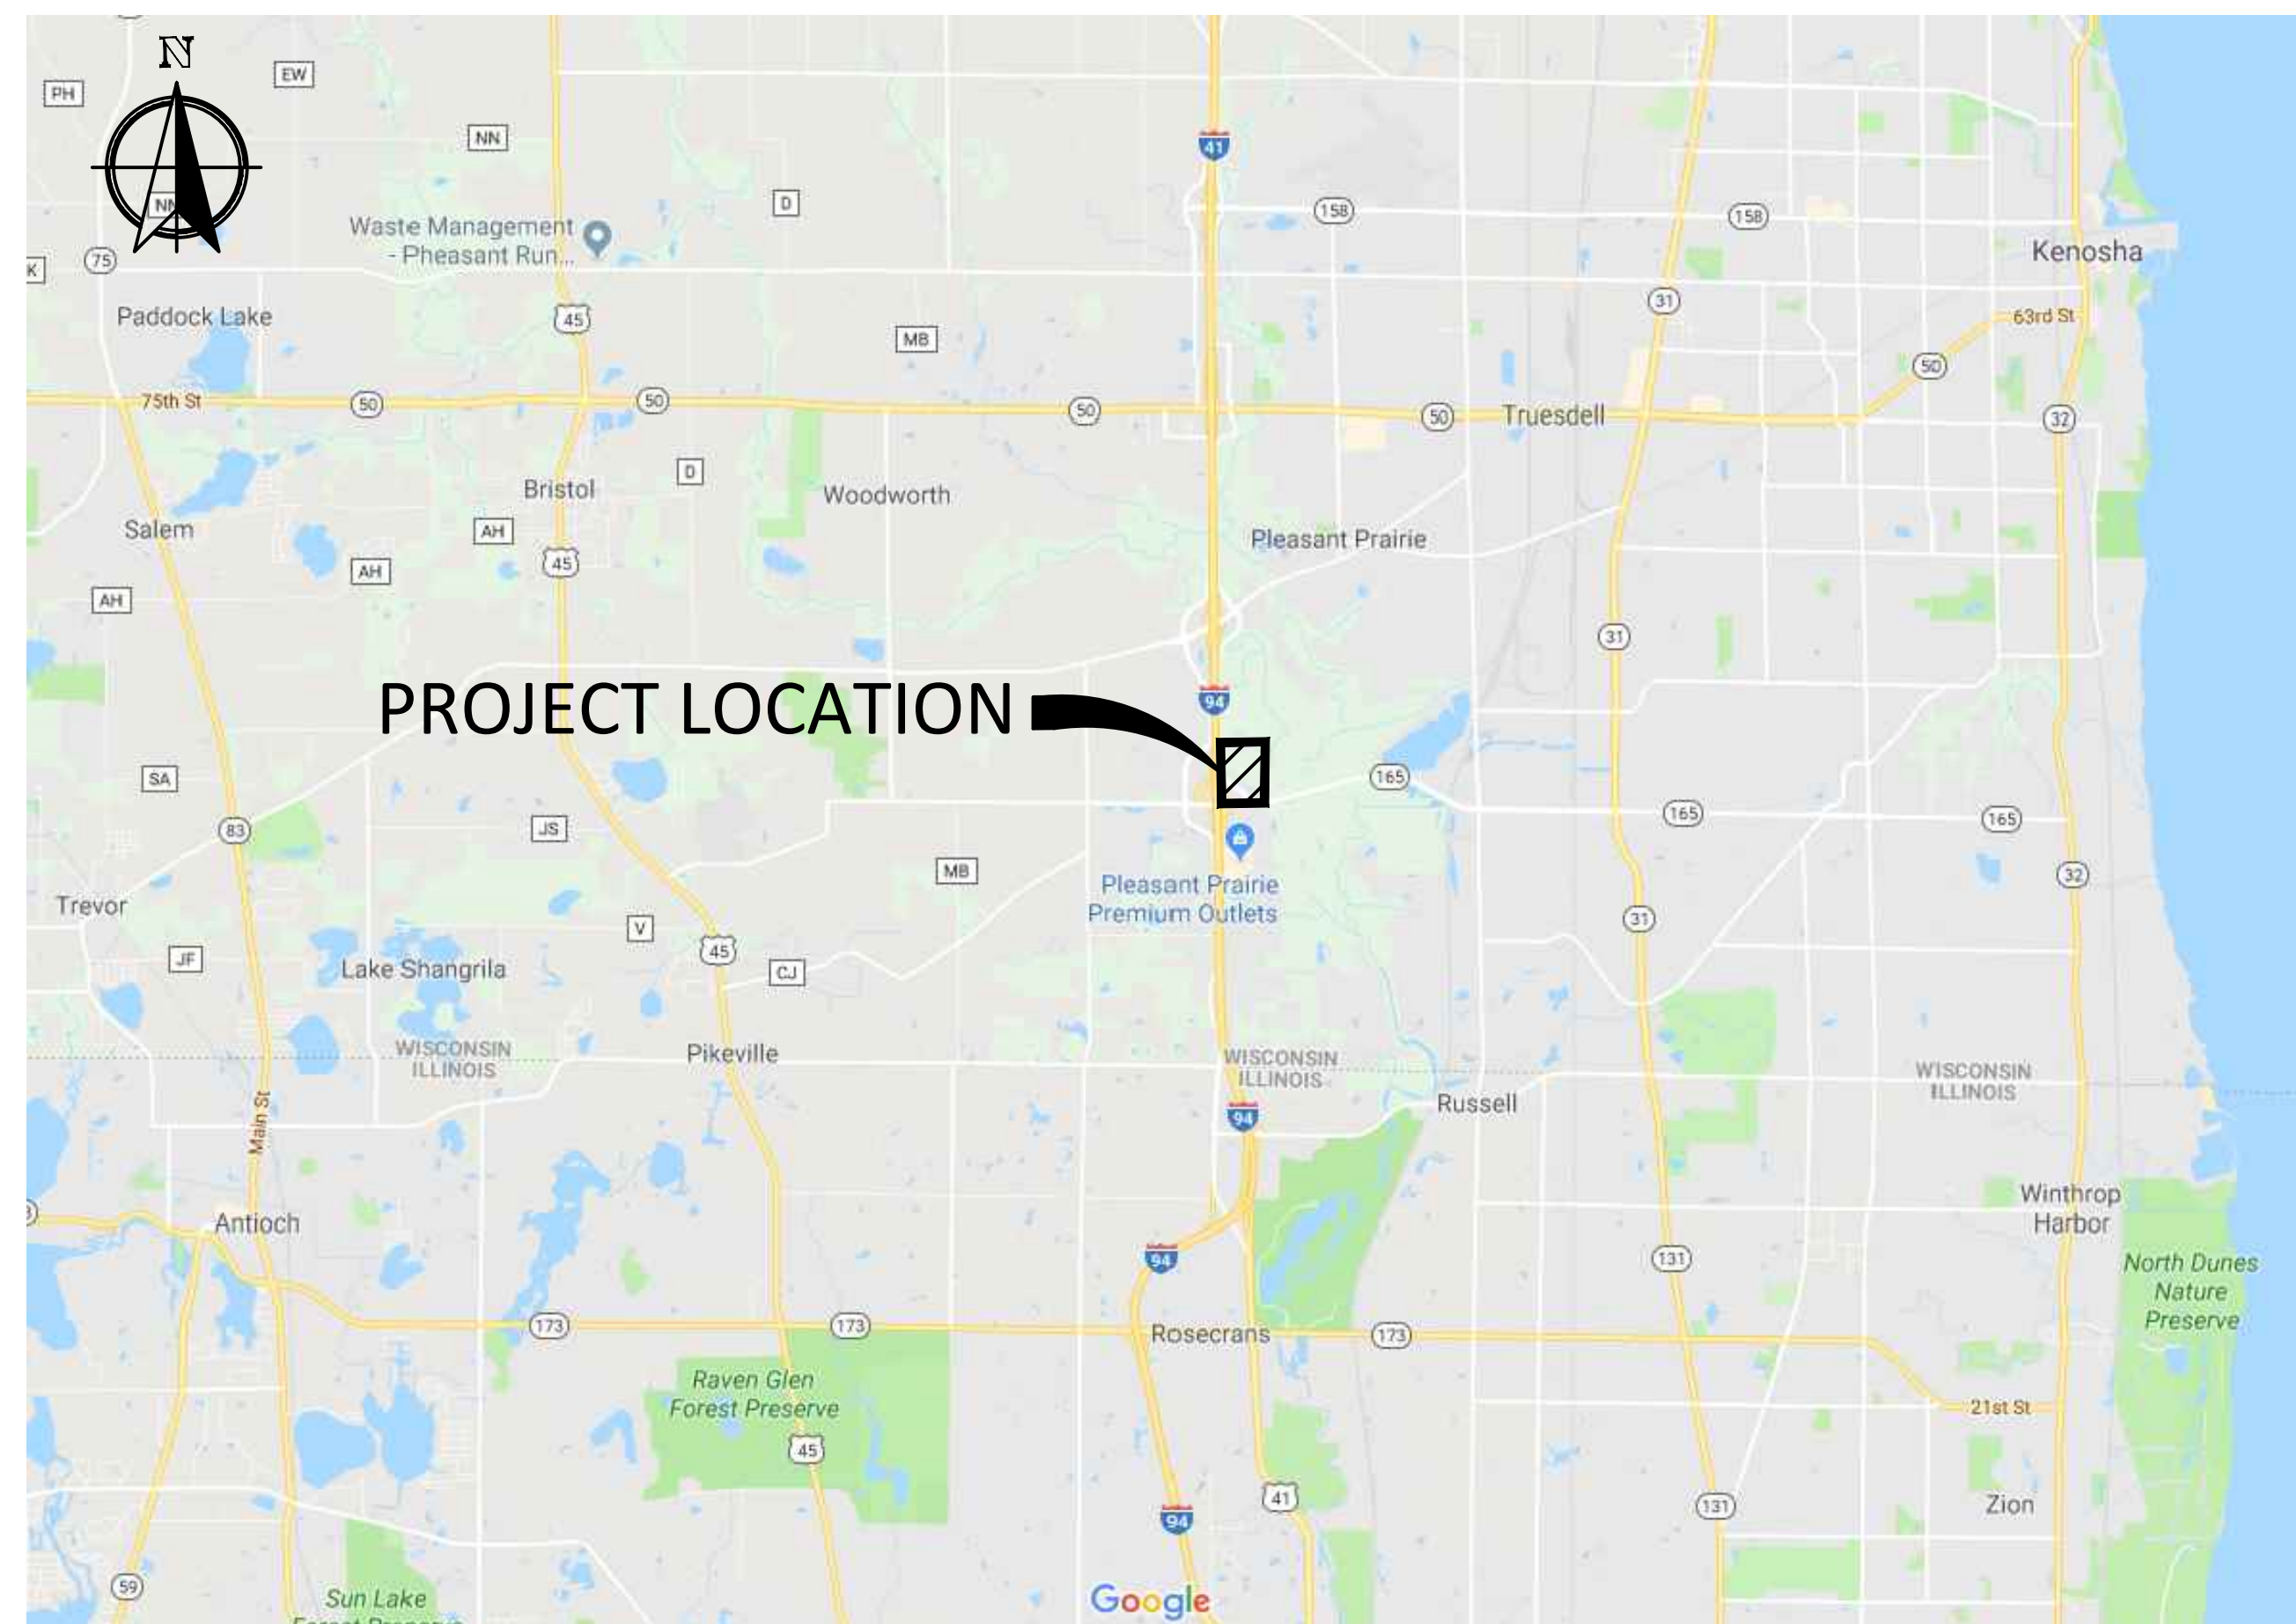 N
EW
PH
NN
41
D
Waste Management
- Pheasant Run...
158
158
Kenosha
K
75
Paddock Lake
45
31
63rd St
MB
50
75th St
50
50
50
50
Truesdell
32
D
Bristol
Woodworth
Salem
AH
Pleasant Prairie
AH
45
AH
31
PROJECT LOCATION
94
SA
165
165
165
83
JS
MB
Pleasant Prairie
Premium Outlets
32
Trevor
31
V
45
JF
Lake Shangrila
CJ
WISCONSIN
ILLINOIS
Pikeville
WISCONSIN
ILLINOIS
WISCONSIN
ILLINOIS
94
Russell
Main St
Winthrop
Harbor
Antioch
94
131
North Dunes
Nature
Preserve
173
173
Rosecrans
173
Raven Glen
Forest Preserve
21st St
45
41
131
Zion
94
59
Sun Lake
Google